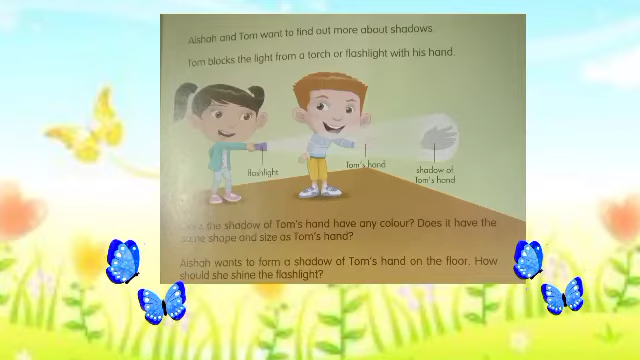 Aishah and Tom want to find out more about shadows.
Tom blocks the light from a torch or flashlight with his hand.
flashlight
Tom's hand
shadow of
Tom's hand
the shadow of Tom's hand have any colour? Does it have the
same shape and size as Tom's hand?
Aishah wants to form a shadow of Tom's hand on the floor. How
should she shine the flashlight?